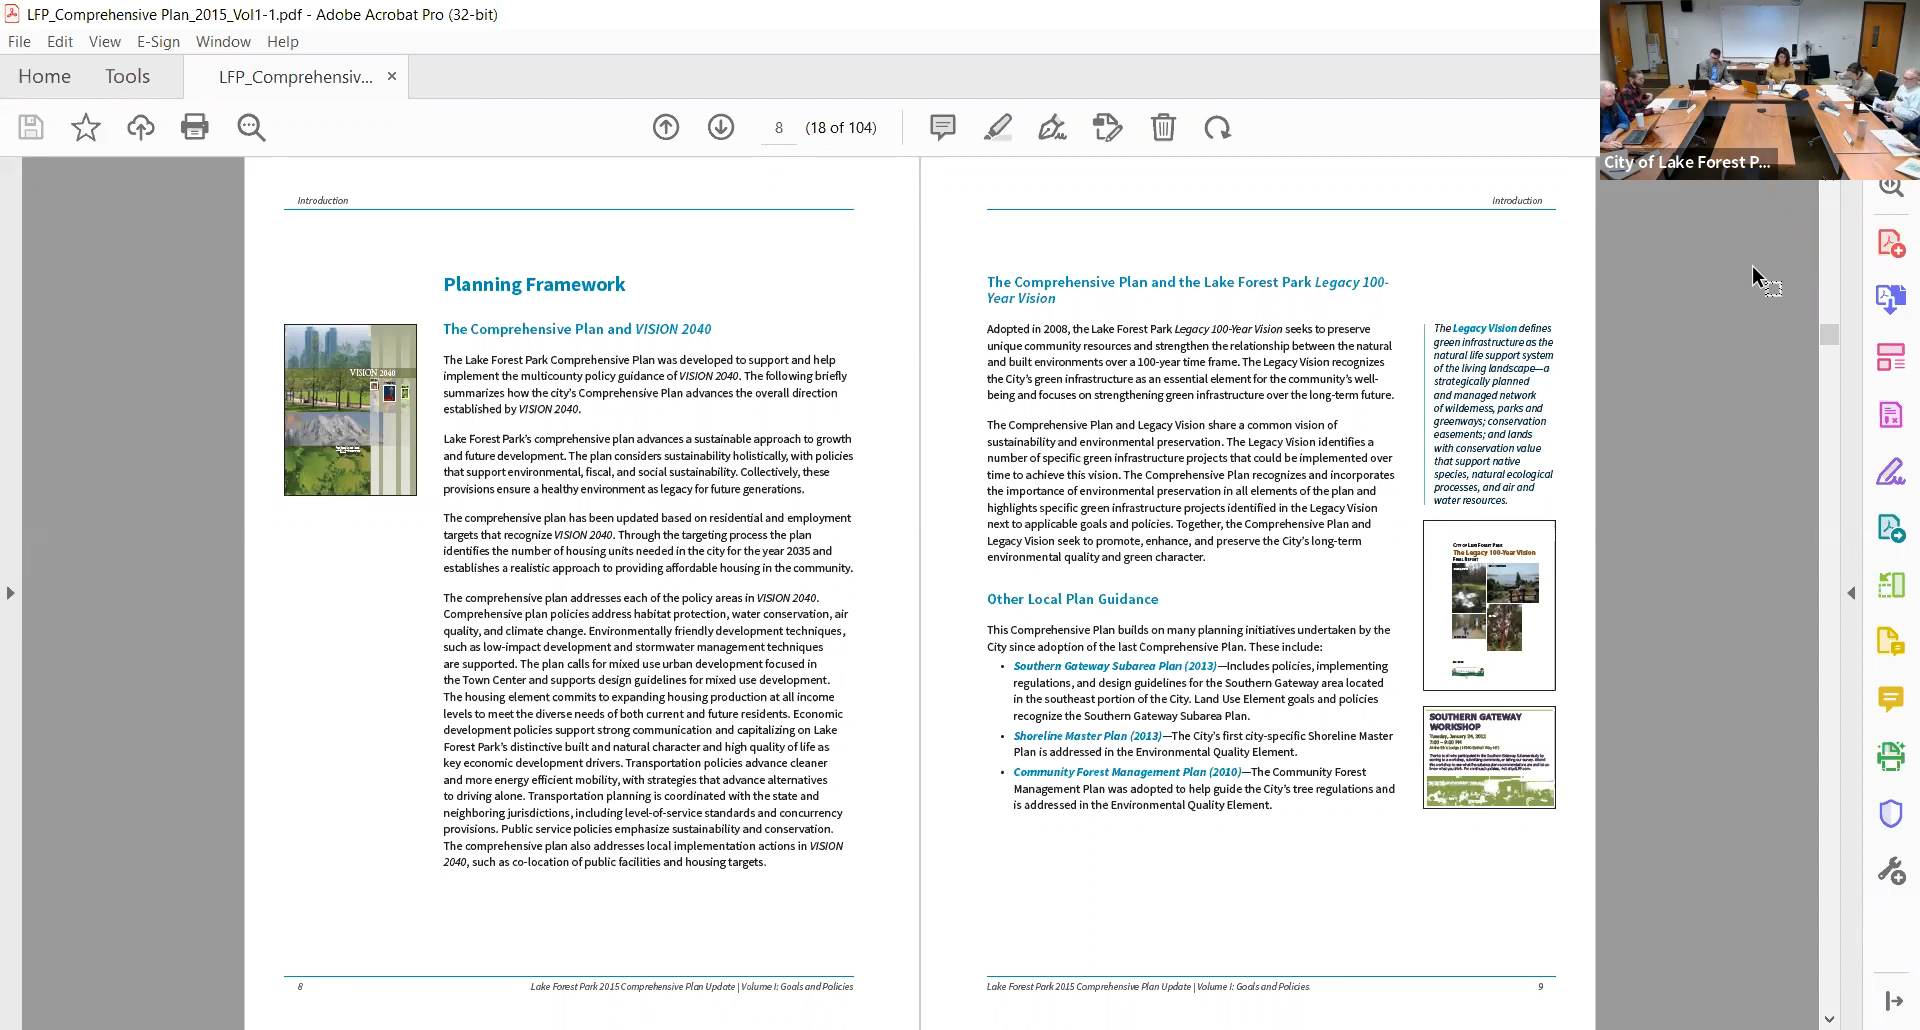 LFP_Comprehensive Plan_2015_Vol1-1.pdf - Adobe Acrobat Pro (32-bit)
File Edit View E-Sign Window Help
Home Tools LFP_Comprehensiv... ×
8 (18 of 104)
City of Lake Forest P...
Introduction
Planning Framework
The Comprehensive Plan and VISION 2040
VISION 2040
The Lake Forest Park Comprehensive Plan was developed to support and help
implement the multicounty policy guidance of VISION 2040. The following briefly
summarizes how the city's Comprehensive Plan advances the overall direction
established by VISION 2040.
Lake Forest Park's comprehensive plan advances a sustainable approach to growth
and future development. The plan considers sustainability holistically, with policies
that support environmental, fiscal, and social sustainability. Collectively, these
provisions ensure a healthy environment as legacy for future generations.
The comprehensive plan has been updated based on residential and employment
targets that recognize VISION 2040. Through the targeting process the plan
identifies the number of housing units needed in the city for the year 2035 and
establishes a realistic approach to providing affordable housing in the community.
The comprehensive plan addresses each of the policy areas in VISION 2040.
Comprehensive plan policies address habitat protection, water conservation, air
quality, and climate change. Environmentally friendly development techniques,
such as low-impact development and stormwater management techniques
are supported. The plan calls for mixed use urban development focused in
the Town Center and supports design guidelines for mixed use development.
The housing element commits to expanding housing production at all income
levels to meet the diverse needs of both current and future residents. Economic
development policies support strong communication and capitalizing on Lake
Forest Park's distinctive built and natural character and high quality of life as
key economic development drivers. Transportation policies advance cleaner
and more energy efficient mobility, with strategies that advance alternatives
to driving alone. Transportation planning is coordinated with the state and
neighboring jurisdictions, including level-of-service standards and concurrency
provisions. Public service policies emphasize sustainability and conservation.
The comprehensive plan also addresses local implementation actions in VISION
2040, such as co-location of public facilities and housing targets.
8 Lake Forest Park 2015 Comprehensive Plan Update | Volume I: Goals and Policies
Introduction
The Comprehensive Plan and the Lake Forest Park Legacy 100-
Year Vision
Adopted in 2008, the Lake Forest Park Legacy 100-Year Vision seeks to preserve
unique community resources and strengthen the relationship between the natural
and built environments over a 100-year time frame. The Legacy Vision recognizes
the City's green infrastructure as an essential element for the community's well-
being and focuses on strengthening green infrastructure over the long-term future.
The Comprehensive Plan and Legacy Vision share a common vision of
sustainability and environmental preservation. The Legacy Vision identifies a
number of specific green infrastructure projects that could be implemented over
time to achieve this vision. The Comprehensive Plan recognizes and incorporates
the importance of environmental preservation in all elements of the plan and
highlights specific green infrastructure projects identified in the Legacy Vision
next to applicable goals and policies. Together, the Comprehensive Plan and
Legacy Vision seek to promote, enhance, and preserve the City's long-term
environmental quality and green character.
Other Local Plan Guidance
This Comprehensive Plan builds on many planning initiatives undertaken by the
City since adoption of the last Comprehensive Plan. These include:
• Southern Gateway Subarea Plan (2013)—Includes policies, implementing
regulations, and design guidelines for the Southern Gateway area located
in the southeast portion of the City. Land Use Element goals and policies
recognize the Southern Gateway Subarea Plan.
• Shoreline Master Plan (2013)—The City's first city-specific Shoreline Master
Plan is addressed in the Environmental Quality Element.
• Community Forest Management Plan (2010)—The Community Forest
Management Plan was adopted to help guide the City's tree regulations and
is addressed in the Environmental Quality Element.
The Legacy Vision defines
green infrastructure as the
natural life support system
of the living landscape—a
strategically planned
and managed network
of wilderness, parks and
greenways; conservation
easements; and lands
with conservation value
that support native
species, natural ecological
processes, and air and
water resources.
CITY OF LAKE FOREST PARK
The Legacy 100-Year Vision
FINAL REPORT
SOUTHERN GATEWAY
WORKSHOP
Tuesday, January 24, 2012
7:00 – 9:00 PM
Lake Forest Park 2015 Comprehensive Plan Update | Volume I: Goals and Policies 9